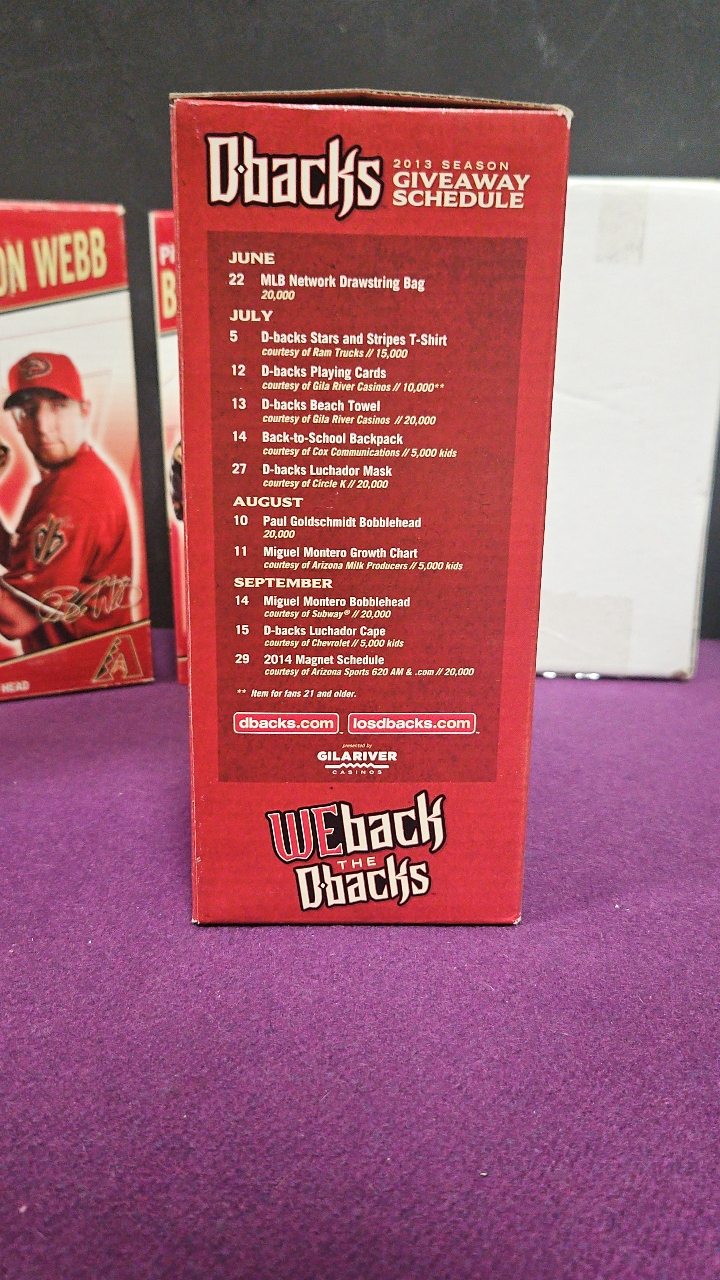 D-backs
2013 SEASON
GIVEAWAY
SCHEDULE
JUNE
22 MLB Network Drawstring Bag
20,000
JULY
5 D-backs Stars and Stripes T-Shirt
courtesy of Ram Trucks // 15,000
12 D-backs Playing Cards
courtesy of Gila River Casinos // 10,000**
13 D-backs Beach Towel
courtesy of Gila River Casinos // 20,000
14 Back-to-School Backpack
courtesy of Cox Communications // 5,000 kids
27 D-backs Luchador Mask
courtesy of Circle K // 20,000
AUGUST
10 Paul Goldschmidt Bobblehead
20,000
11 Miguel Montero Growth Chart
courtesy of Arizona Milk Producers // 5,000 kids
SEPTEMBER
14 Miguel Montero Bobblehead
courtesy of Subway® // 20,000
15 D-backs Luchador Cape
courtesy of Chevrolet // 5,000 kids
29 2014 Magnet Schedule
courtesy of Arizona Sports 620 AM & .com // 20,000
** Item for fans 21 and older.
dbacks.com losdbacks.com
presented by
GILA RIVER
CASINOS
WEback
THE
D-backs
ON WEBB
HEAD
PI
B